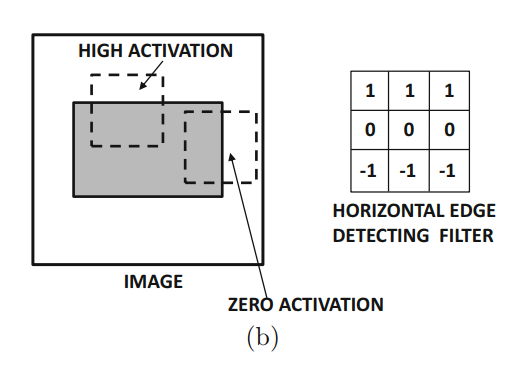 HIGH ACTIVATION
1 1 1
0 0 0
-1 -1 -1
HORIZONTAL EDGE
DETECTING FILTER
IMAGE
ZERO ACTIVATION
(b)